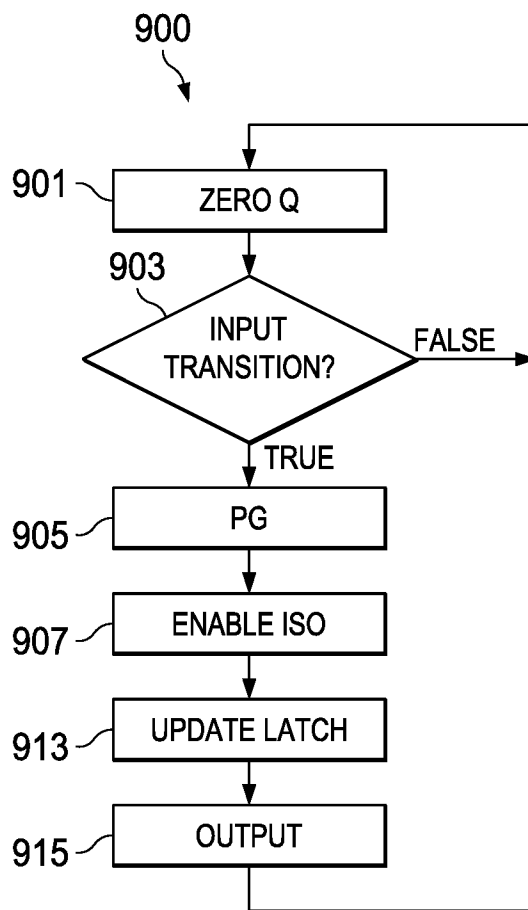 900
901
ZERO Q
903
INPUT
TRANSITION?
FALSE
TRUE
905
PG
907
ENABLE ISO
913
UPDATE LATCH
915
OUTPUT